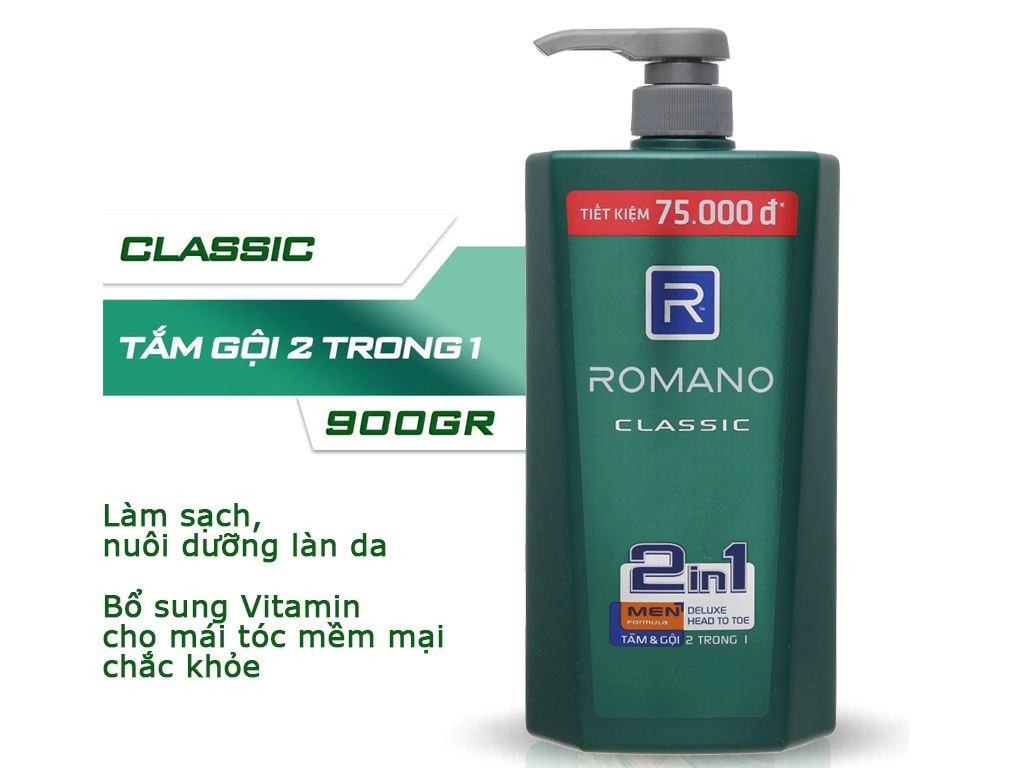 CLASSIC
TẮM GỘI 2 TRONG 1
900GR
Làm sạch,
nuôi dưỡng làn da
Bổ sung Vitamin
cho mái tóc mềm mại
chắc khỏe
TIẾT KIỆM 75.000 đ*
R™
ROMANO
CLASSIC
2in1
MEN
Formula
DELUXE
HEAD TO TOE
TẮM & GỘI 2 TRONG 1